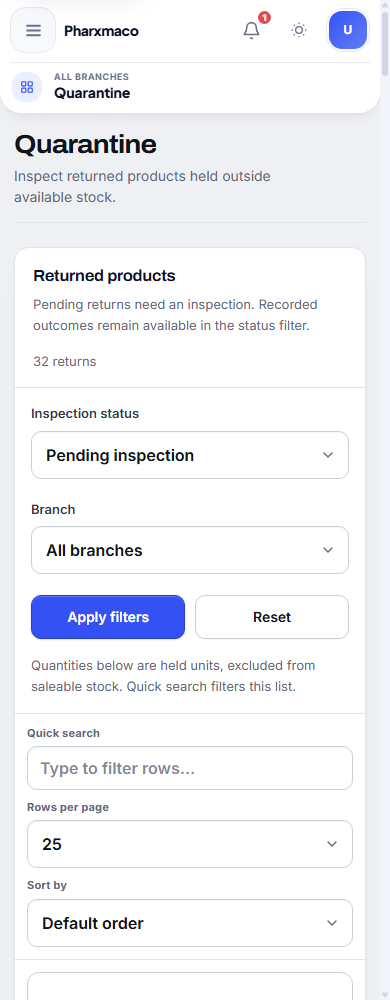 Pharxmaco
1
U
ALL BRANCHES
Quarantine
Quarantine
Inspect returned products held outside
available stock.
Returned products
Pending returns need an inspection. Recorded
outcomes remain available in the status filter.
32 returns
Inspection status
Pending inspection
Branch
All branches
Apply filters
Reset
Quantities below are held units, excluded from
saleable stock. Quick search filters this list.
Quick search
Type to filter rows...
Rows per page
25
Sort by
Default order